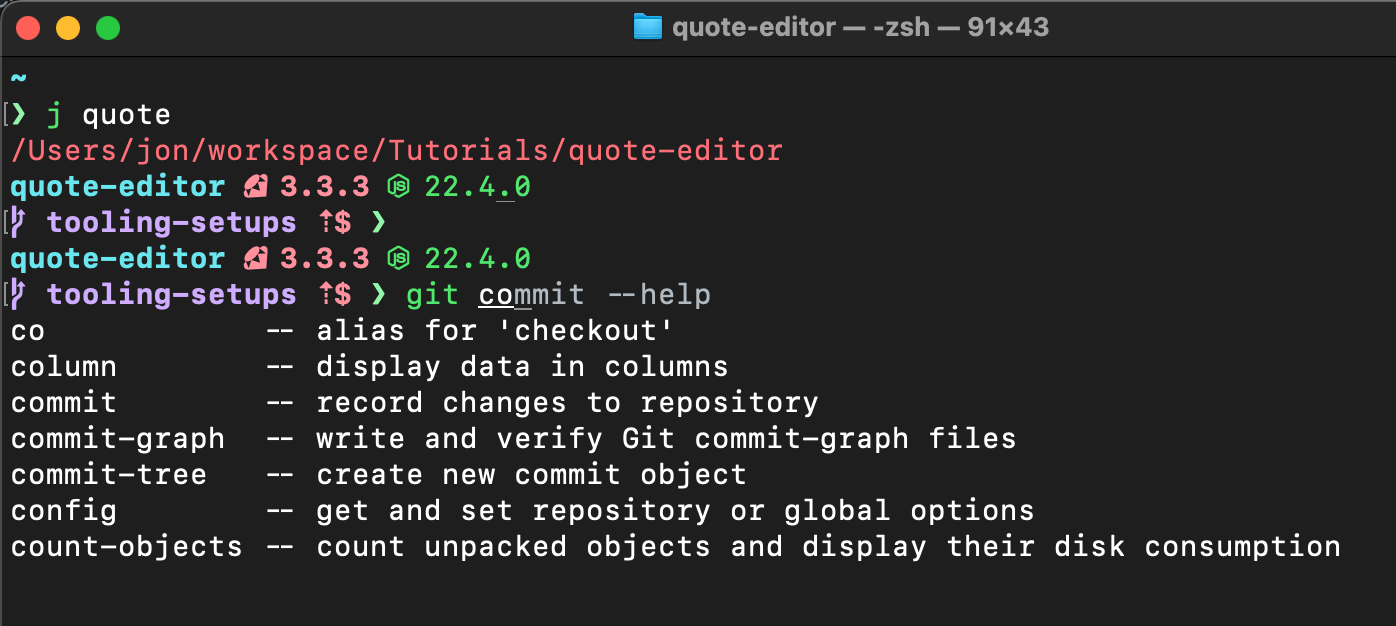 quote-editor — -zsh — 91×43
~
❯ j quote
/Users/jon/workspace/Tutorials/quote-editor
quote-editor 3.3.3 22.4.0
tooling-setups ⇡$ ❯
quote-editor 3.3.3 22.4.0
tooling-setups ⇡$ ❯ git commit --help
co -- alias for 'checkout'
column -- display data in columns
commit -- record changes to repository
commit-graph -- write and verify Git commit-graph files
commit-tree -- create new commit object
config -- get and set repository or global options
count-objects -- count unpacked objects and display their disk consumption